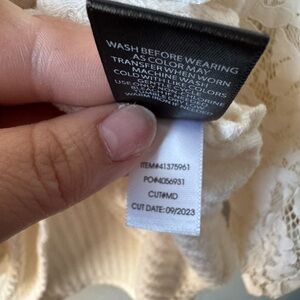 WASH BEFORE WEARING
AS COLOR MAY
TRANSFER WHEN WORN
MACHINE WASH
COLD WITH LIKE COLORS
ITEM#41375961
PO#4056931
CUT#MD
CUT DATE: 09/2023